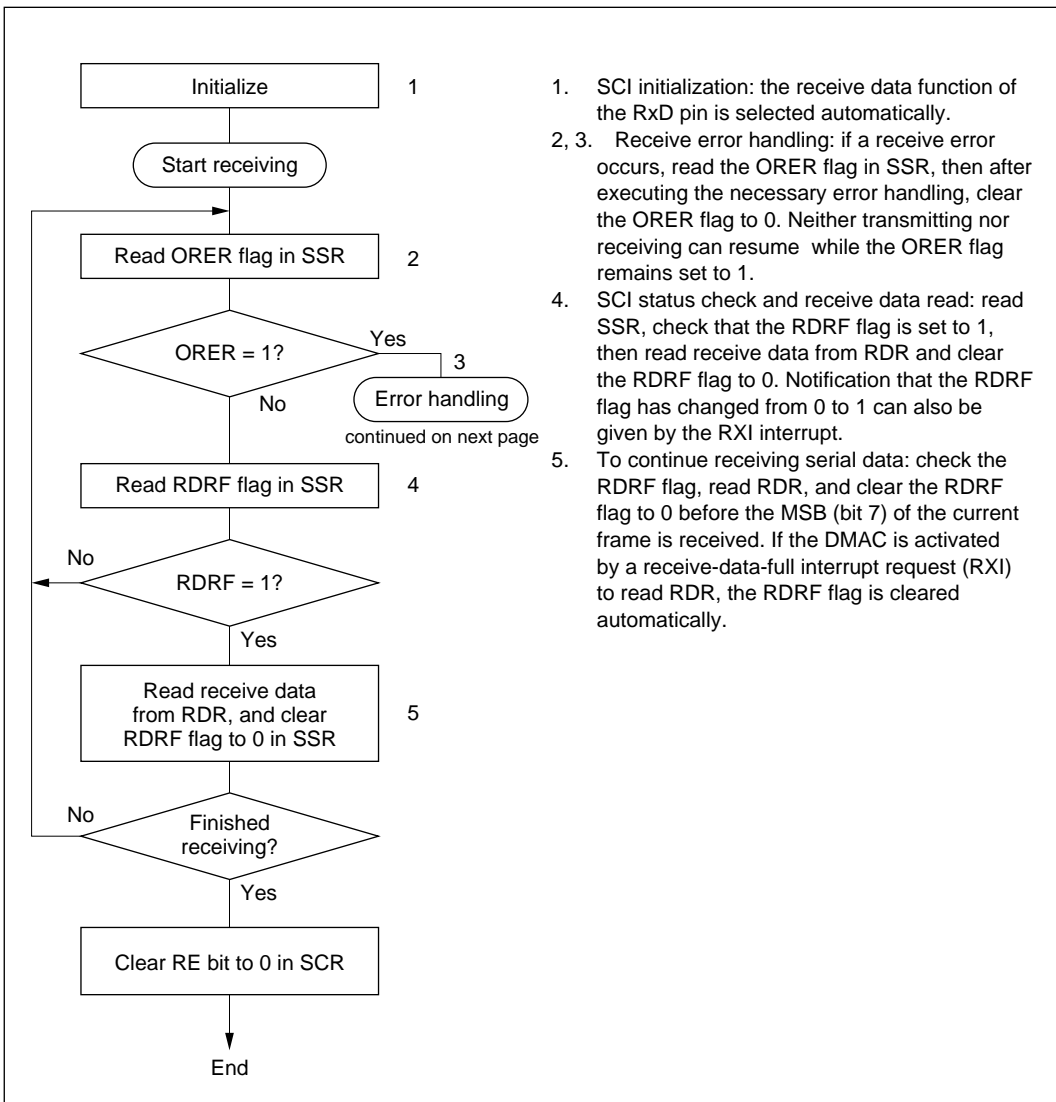 Initialize
1
Start receiving
Read ORER flag in SSR
2
ORER = 1?
Yes
3
No
Error handling
continued on next page
Read RDRF flag in SSR
4
No
RDRF = 1?
Yes
Read receive data
from RDR, and clear
RDRF flag to 0 in SSR
5
No
Finished
receiving?
Yes
Clear RE bit to 0 in SCR
End
1. SCI initialization: the receive data function of
the RxD pin is selected automatically.
2, 3. Receive error handling: if a receive error
occurs, read the ORER flag in SSR, then after
executing the necessary error handling, clear
the ORER flag to 0. Neither transmitting nor
receiving can resume while the ORER flag
remains set to 1.
4. SCI status check and receive data read: read
SSR, check that the RDRF flag is set to 1,
then read receive data from RDR and clear
the RDRF flag to 0. Notification that the RDRF
flag has changed from 0 to 1 can also be
given by the RXI interrupt.
5. To continue receiving serial data: check the
RDRF flag, read RDR, and clear the RDRF
flag to 0 before the MSB (bit 7) of the current
frame is received. If the DMAC is activated
by a receive-data-full interrupt request (RXI)
to read RDR, the RDRF flag is cleared
automatically.